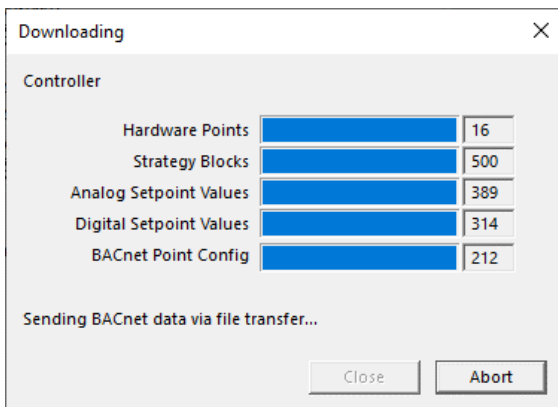 Downloading
Controller
Hardware Points 16
Strategy Blocks 500
Analog Setpoint Values 389
Digital Setpoint Values 314
BACnet Point Config 212
Sending BACnet data via file transfer...
Close Abort